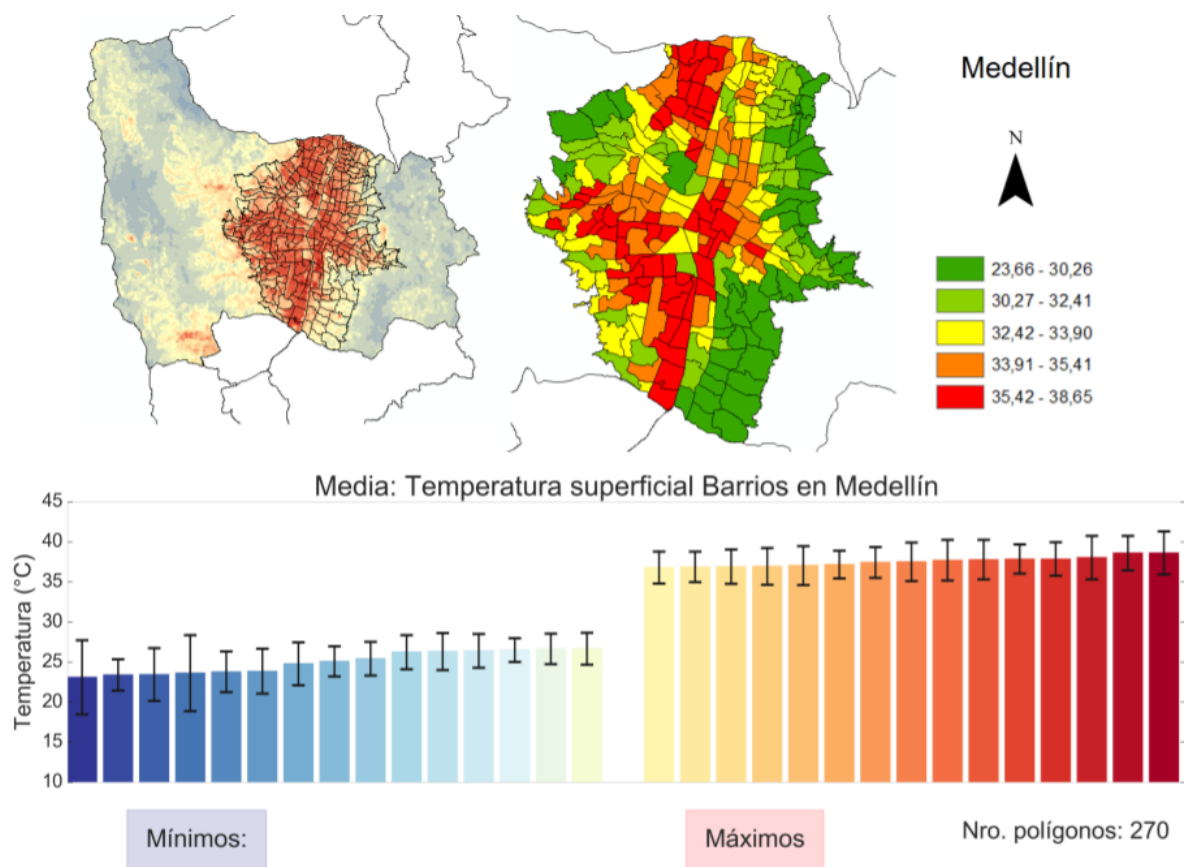 Medellín
N
23,66 - 30,26
30,27 - 32,41
32,42 - 33,90
33,91 - 35,41
35,42 - 38,65
Media: Temperatura superficial Barrios en Medellín
Temperatura (°C)
45
40
35
30
25
20
15
10
Mínimos:
Máximos
Nro. polígonos: 270